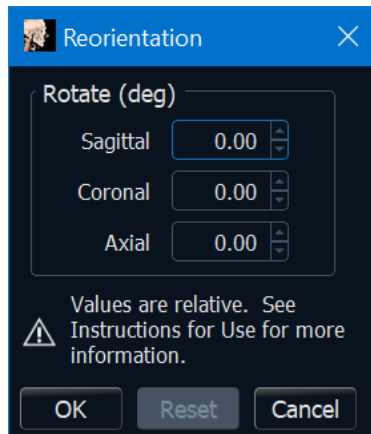 Reorientation
Rotate (deg)
Sagittal 0.00
Coronal 0.00
Axial 0.00
Values are relative. See
Instructions for Use for more
information.
OK Reset Cancel